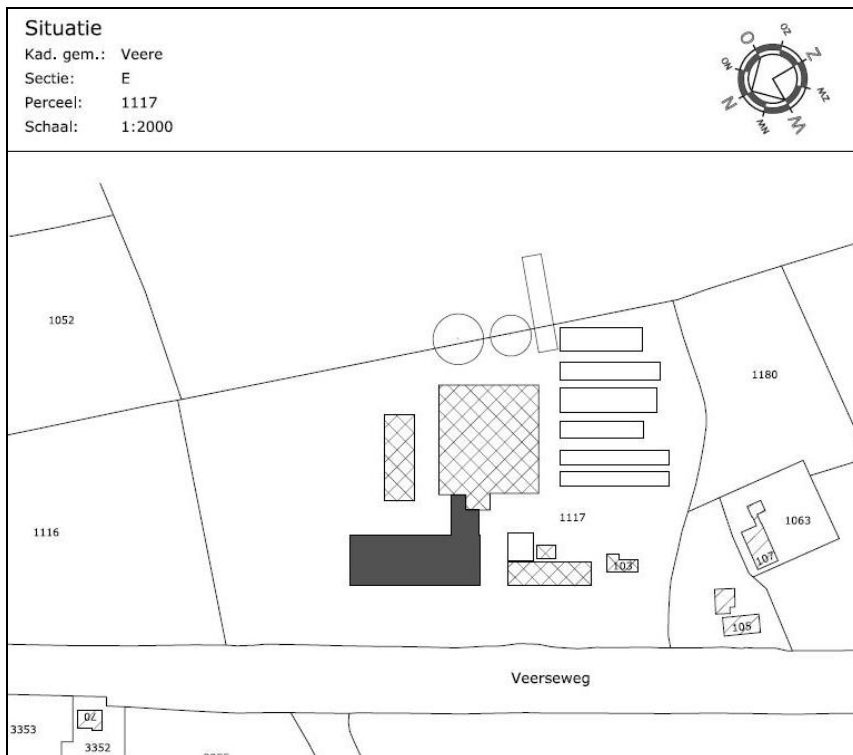 Situatie
Kad. gem.: Veere
Sectie: E
Perceel: 1117
Schaal: 1:2000
O
OZ
Z
ZW
W
NW
N
NO
1052
1180
1116
1117
1063
103
107
105
Veerseweg
3353
3352